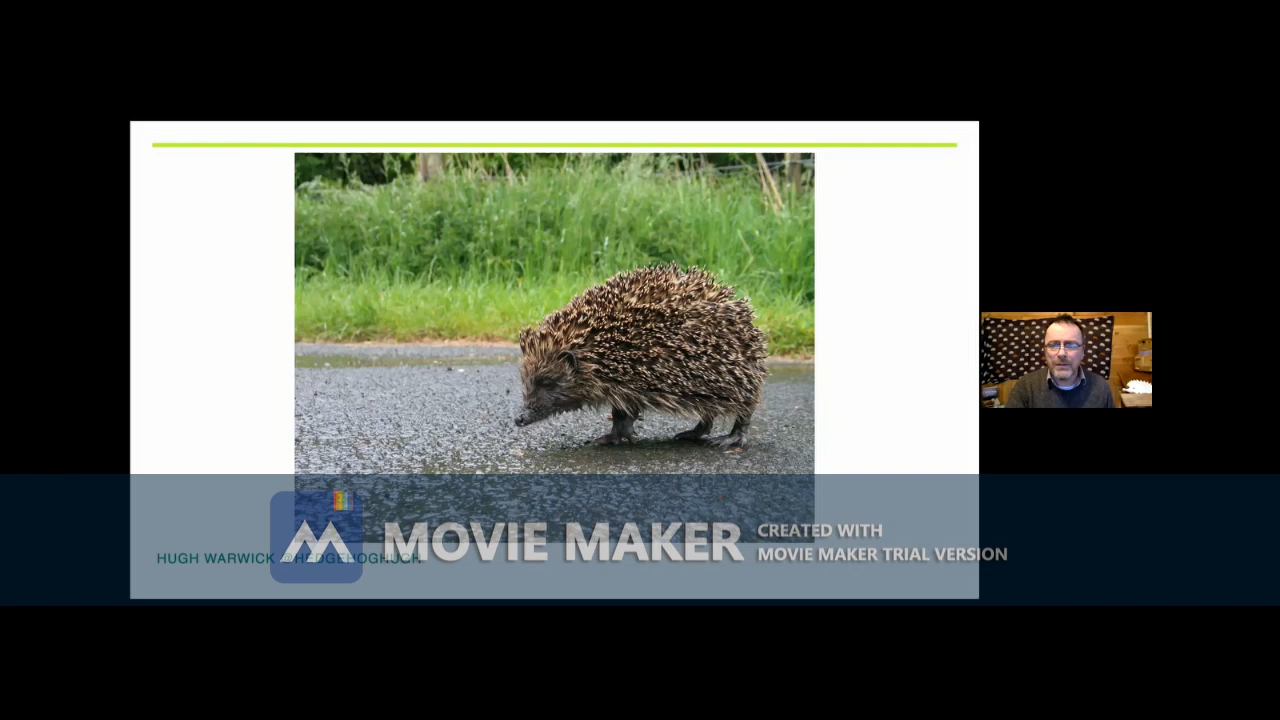 HUGH WARWICK @HEDGEHOGHUGH
MOVIE MAKER
CREATED WITH
MOVIE MAKER TRIAL VERSION